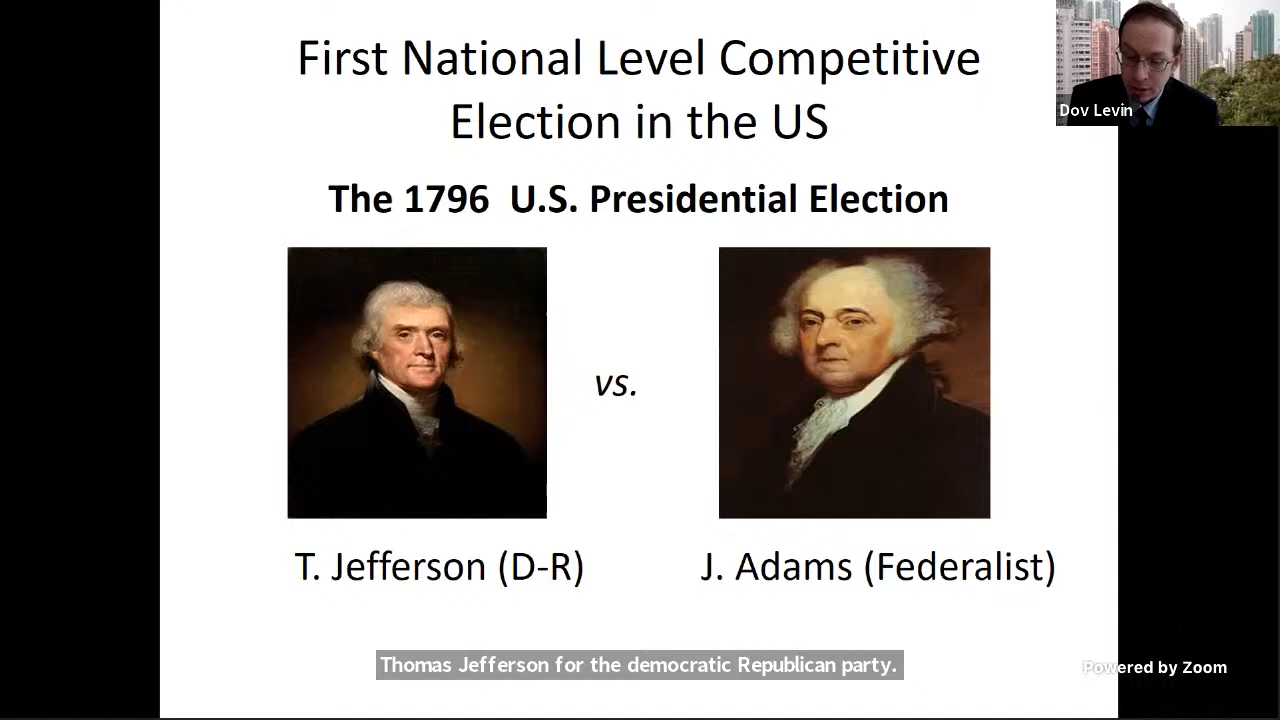 First National Level Competitive
Election in the US
Dov Levin
The 1796 U.S. Presidential Election
vs.
T. Jefferson (D-R)
J. Adams (Federalist)
Thomas Jefferson for the democratic Republican party.
Powered by Zoom